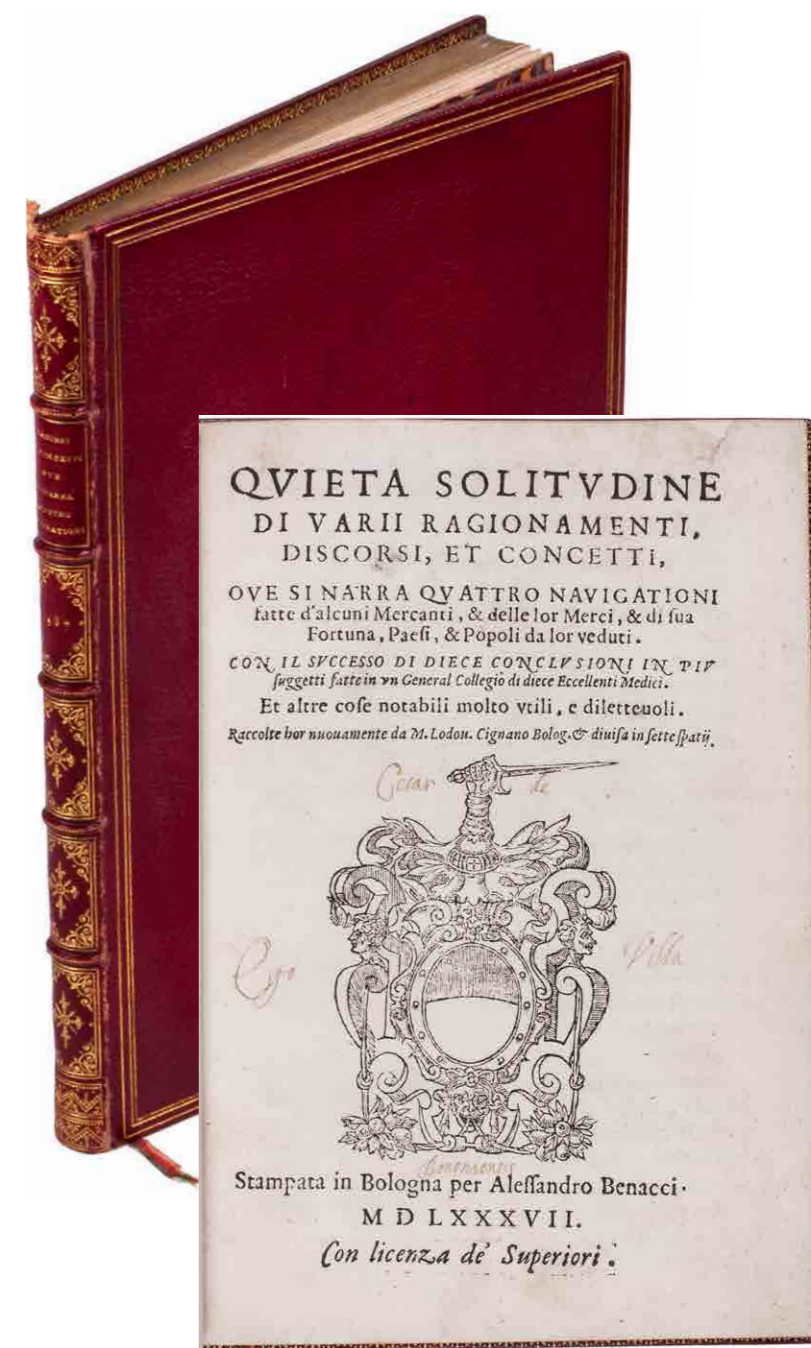 QVIETA SOLITVDINE
DI VARII RAGIONAMENTI,
DISCORSI, ET CONCETTI,
OVE SI NARRA QVATTRO NAVIGATIONI
fatte d'alcuni Mercanti, & delle lor Merci, & di sua
Fortuna, Paesi, & Popoli da lor veduti.
CON IL SVCCESSO DI DIECE CONCLVSIONI IN PIV
suggetti fatte in vn General Collegio di diece Eccellenti Medici.
Et altre cose notabili molto vtili, e diletteuoli.
Raccolte hor nuouamente da M. Lodou. Cignano Bolog. & diuisa in sette spatij.
Cesar de
Villa
Bononiensis
Stampata in Bologna per Alessandro Benacci.
M D LXXXVII.
Con licenza de' Superiori.